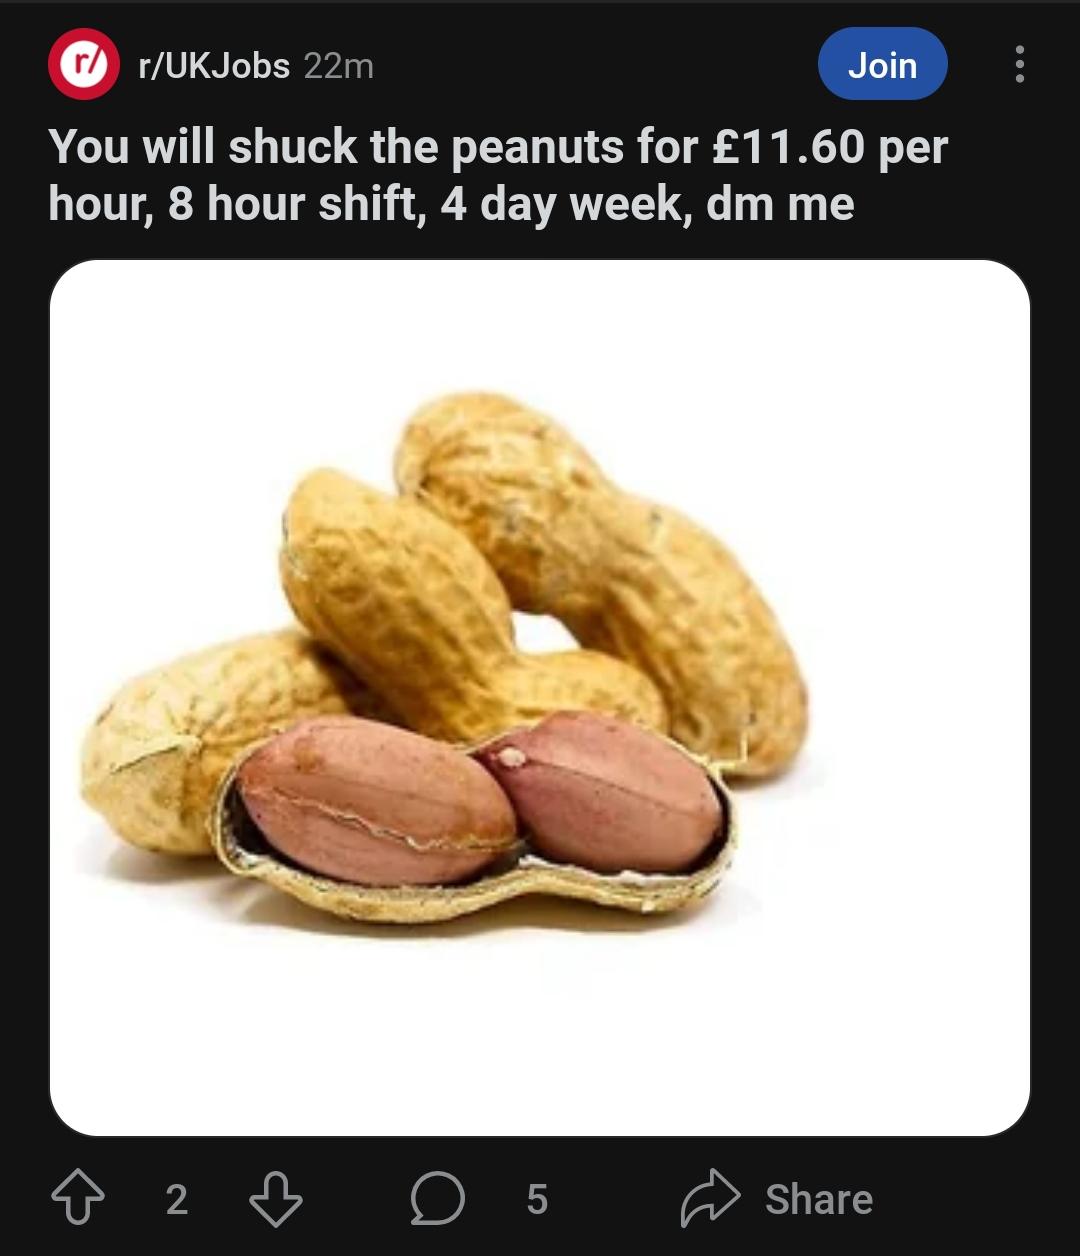 r/
r/UKJobs 22m
Join
You will shuck the peanuts for £11.60 per
hour, 8 hour shift, 4 day week, dm me
2
5
Share